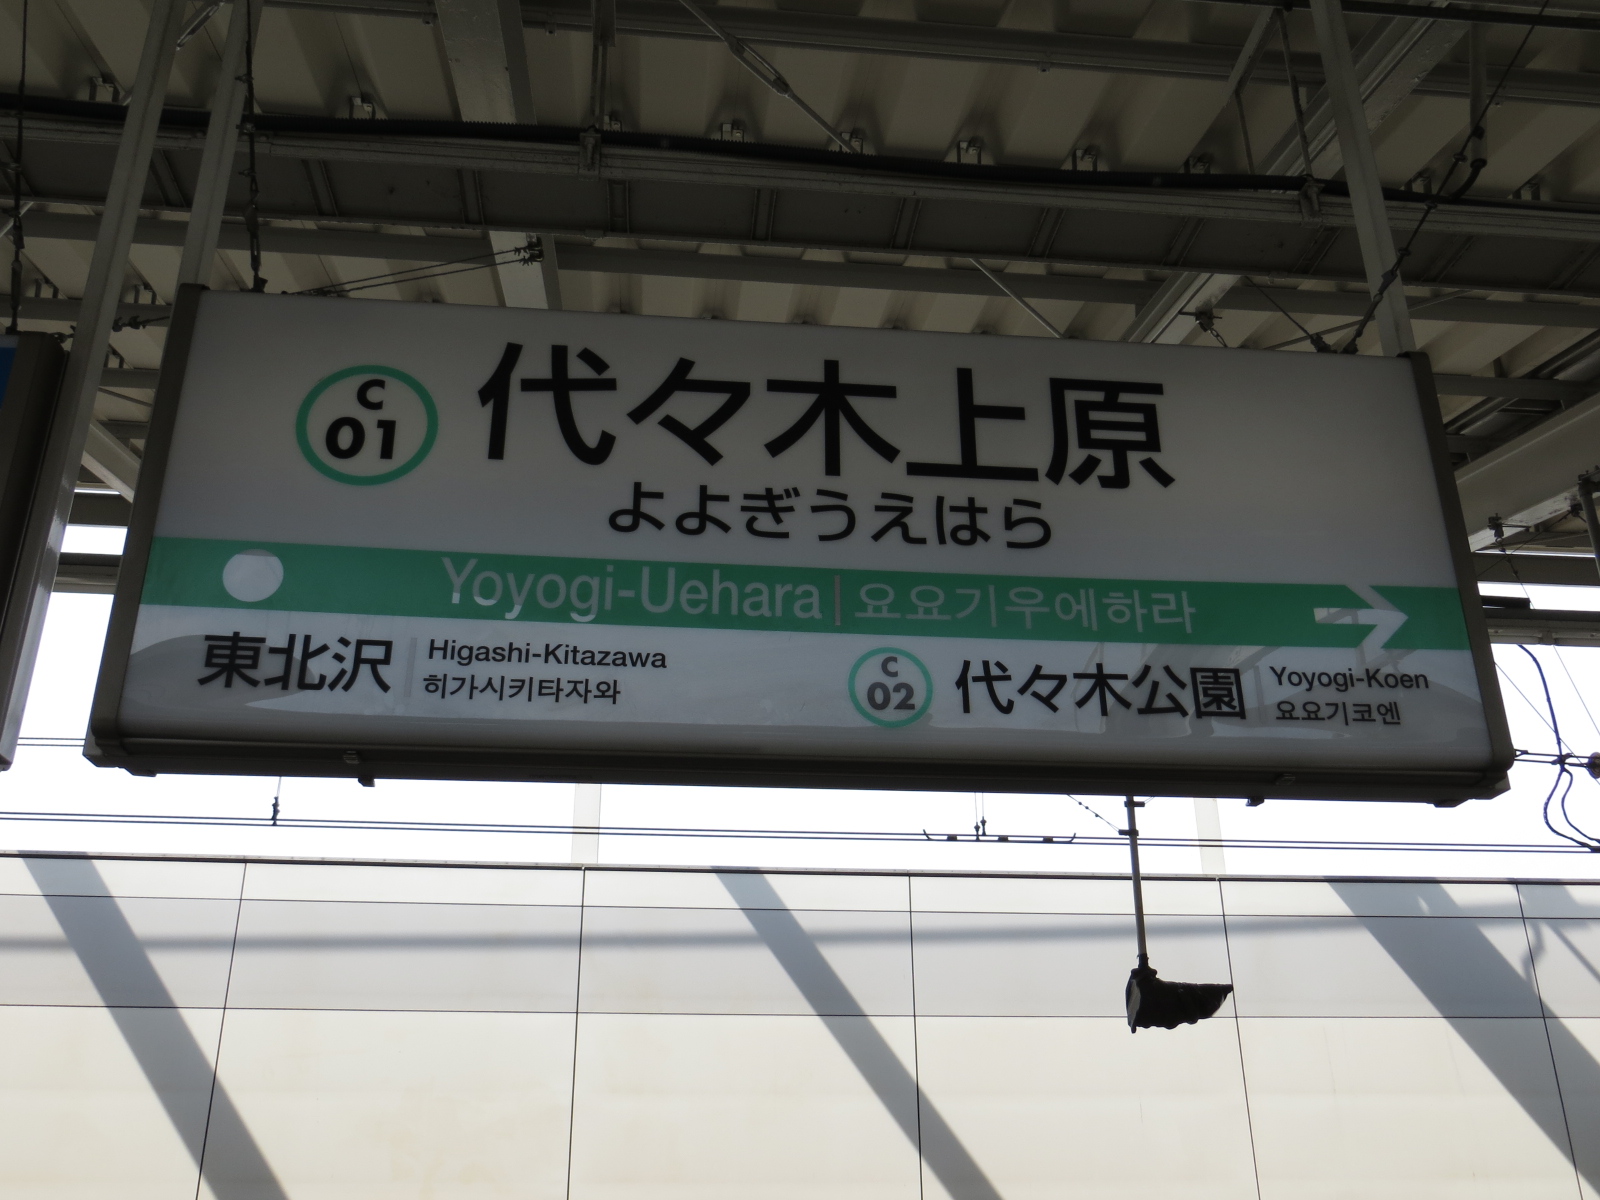 C
01
代々木上原
よよぎうえはら
Yoyogi-Uehara|요요기우에하라
東北沢
Higashi-Kitazawa
히가시키타자와
C
02
代々木公園
Yoyogi-Koen
요요기코엔